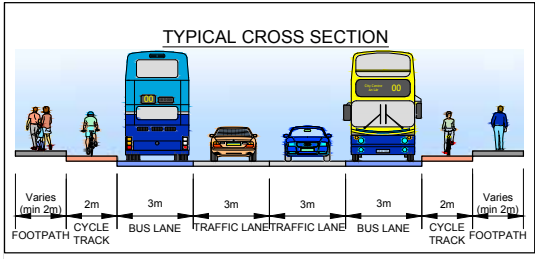 TYPICAL CROSS SECTION
00
00
Varies
(min 2m)
2m
3m
3m
3m
3m
2m
Varies
(min 2m)
FOOTPATH
CYCLE
TRACK
BUS LANE
TRAFFIC LANE
TRAFFIC LANE
BUS LANE
CYCLE
TRACK
FOOTPATH